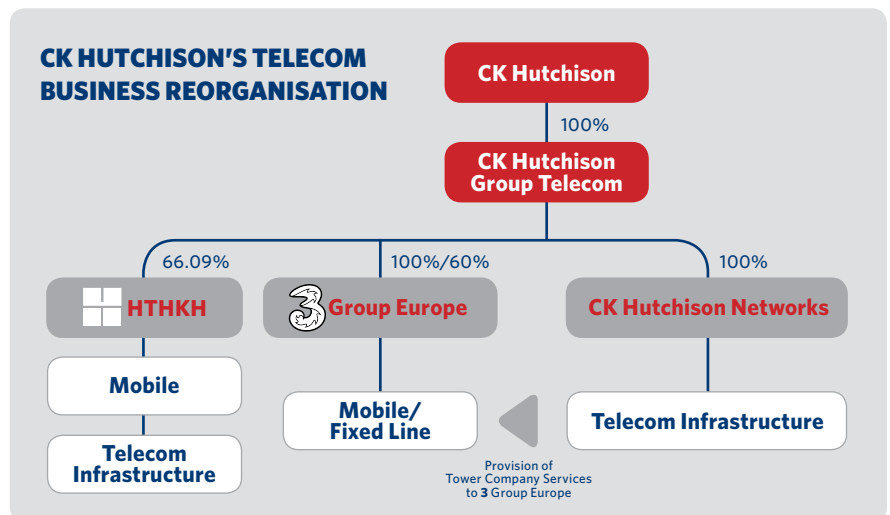 CK HUTCHISON'S TELECOM
BUSINESS REORGANISATION
CK Hutchison
100%
CK Hutchison
Group Telecom
66.09%
100%/60%
100%
HTHKH
3 Group Europe
CK Hutchison Networks
Mobile
Telecom
Infrastructure
Mobile/
Fixed Line
Telecom Infrastructure
Provision of
Tower Company Services
to 3 Group Europe